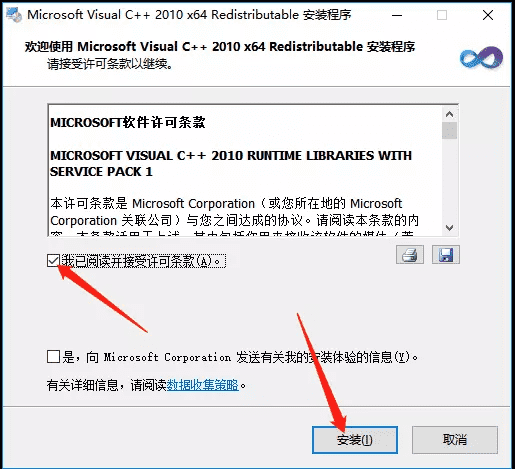 Microsoft Visual C++ 2010 x64 Redistributable 安装程序
欢迎使用 Microsoft Visual C++ 2010 x64 Redistributable 安装程序
请接受许可条款以继续。
MICROSOFT软件许可条款
MICROSOFT VISUAL C++ 2010 RUNTIME LIBRARIES WITH
SERVICE PACK 1
本许可条款是 Microsoft Corporation（或您所在地的 Microsoft
Corporation 关联公司）与您之间达成的协议。请阅读本条款的内
我已阅读并接受许可条款(A)。
是，向 Microsoft Corporation 发送有关我的安装体验的信息(Y)。
有关详细信息，请阅读数据收集策略。
安装(I)
取消